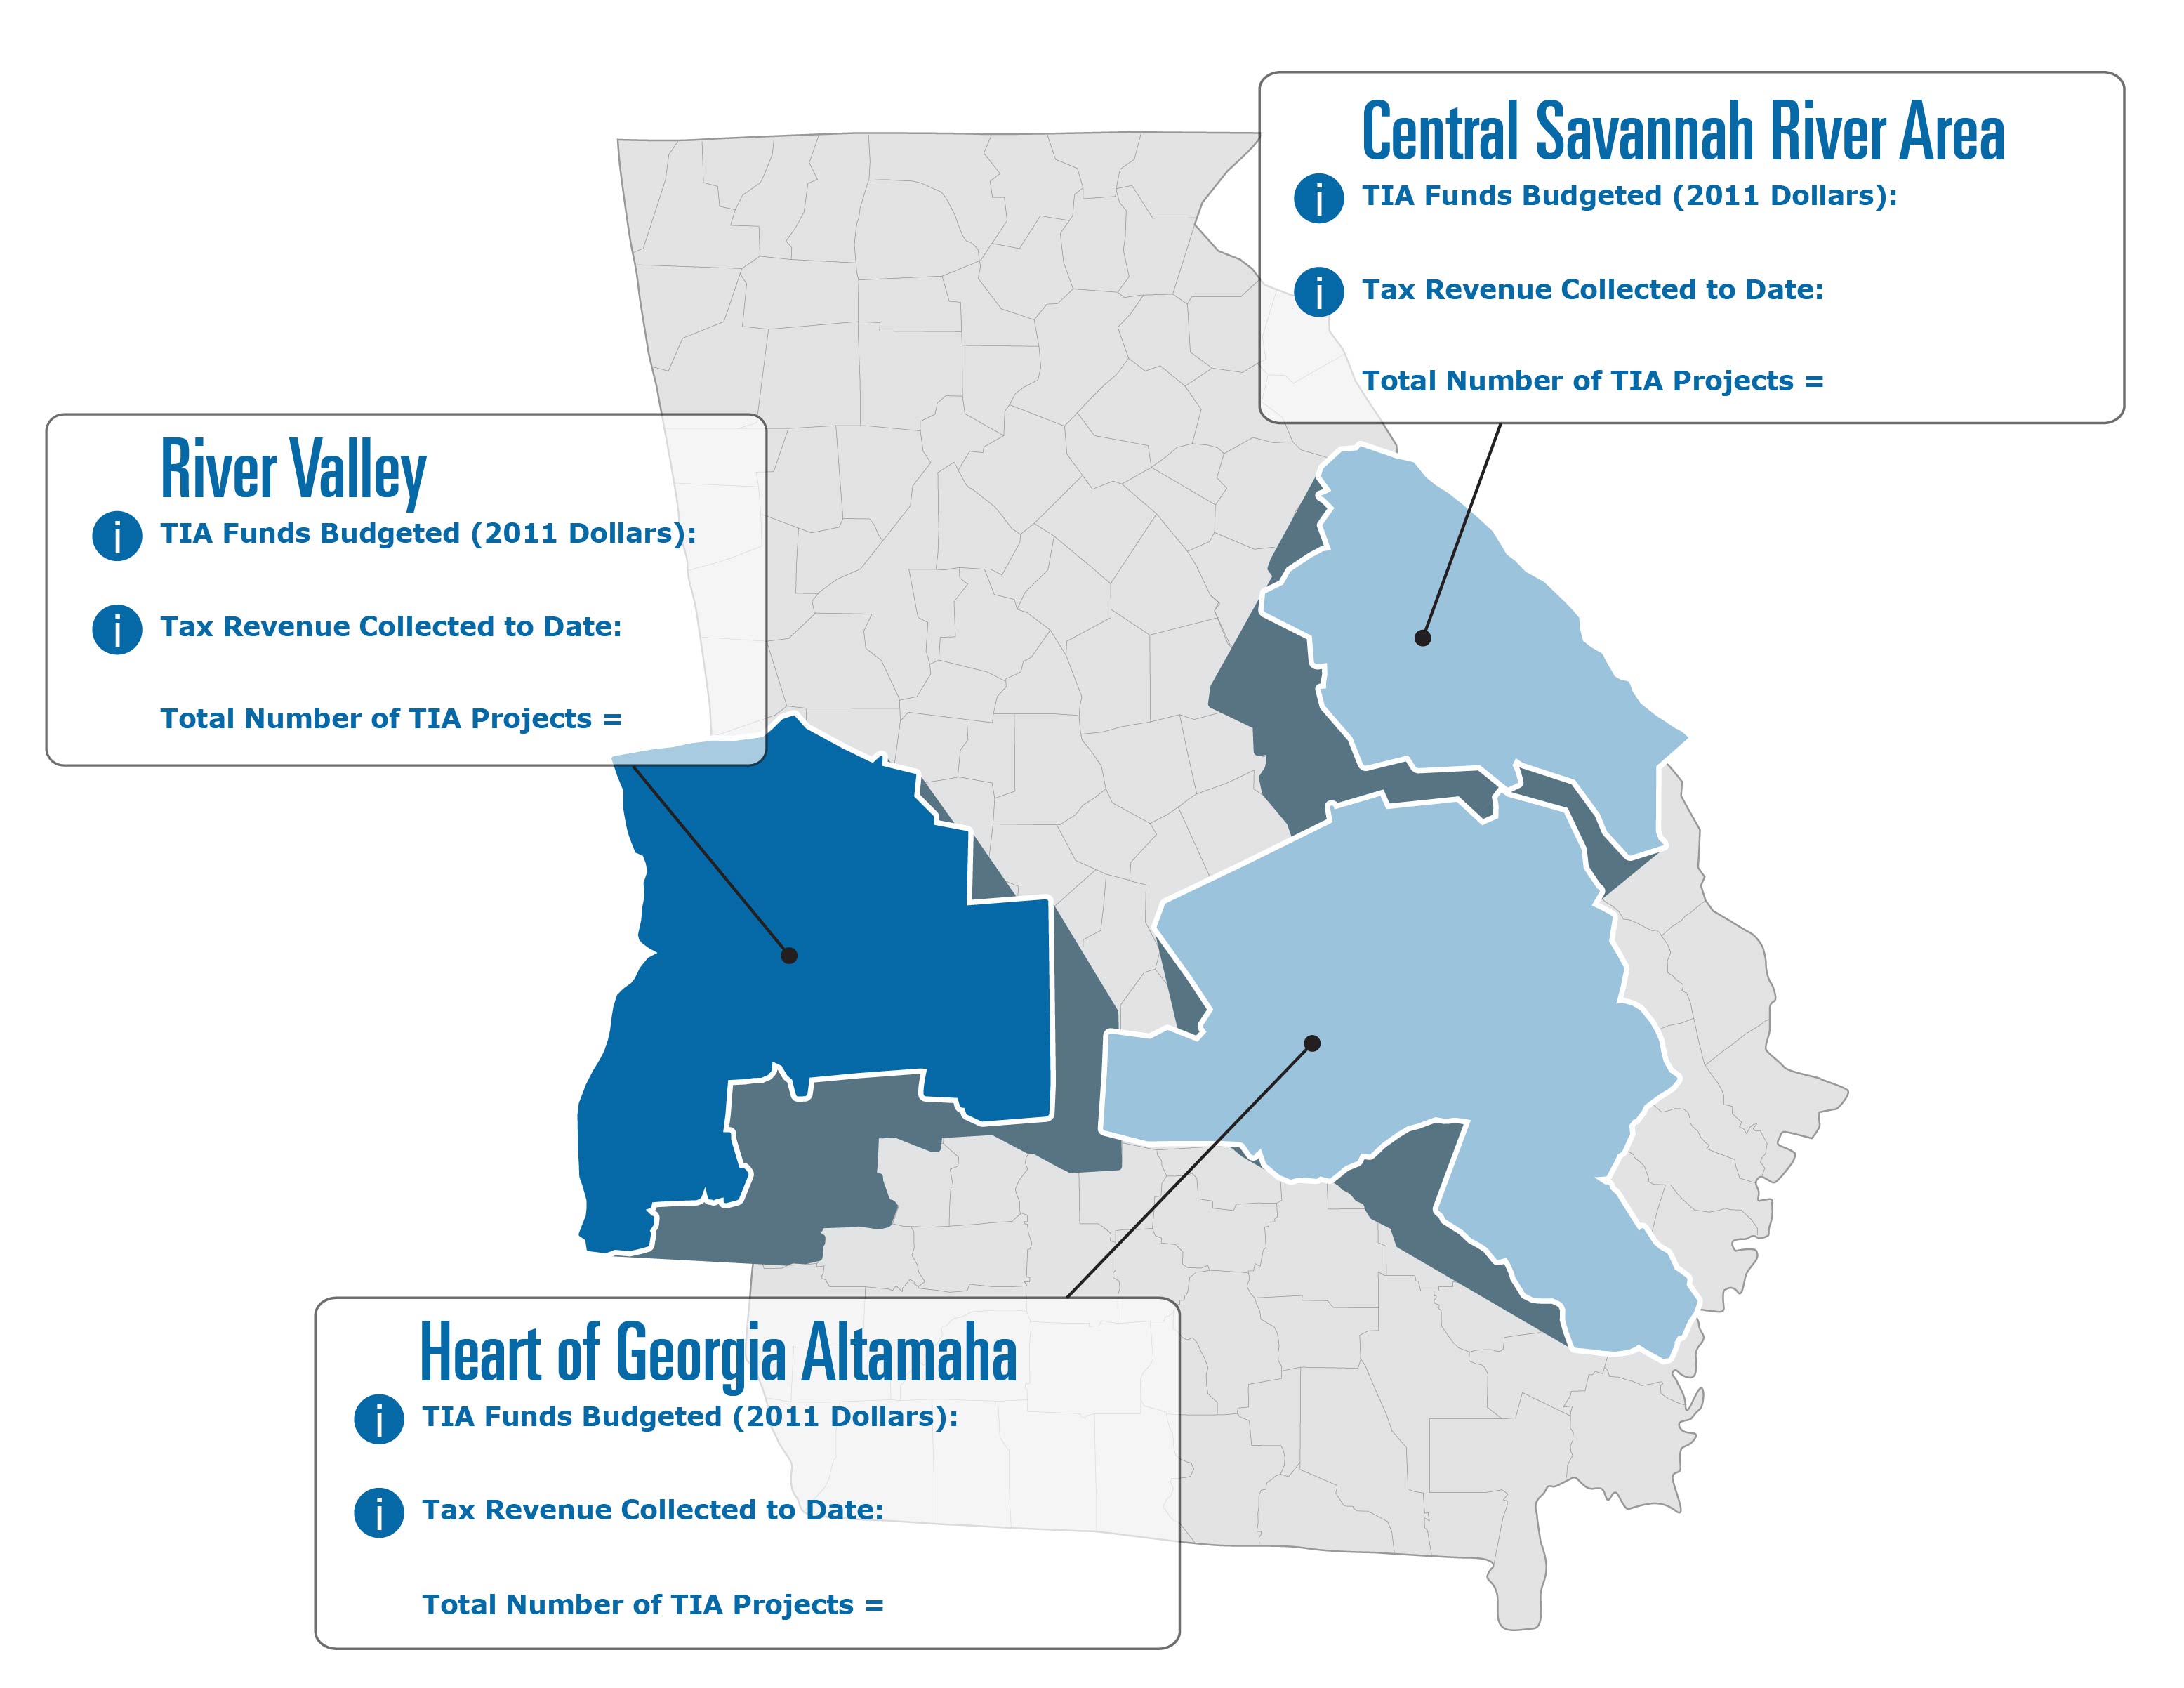 Central Savannah River Area
i TIA Funds Budgeted (2011 Dollars):
i Tax Revenue Collected to Date:
Total Number of TIA Projects =
River Valley
i TIA Funds Budgeted (2011 Dollars):
i Tax Revenue Collected to Date:
Total Number of TIA Projects =
Heart of Georgia Altamaha
i TIA Funds Budgeted (2011 Dollars):
i Tax Revenue Collected to Date:
Total Number of TIA Projects =